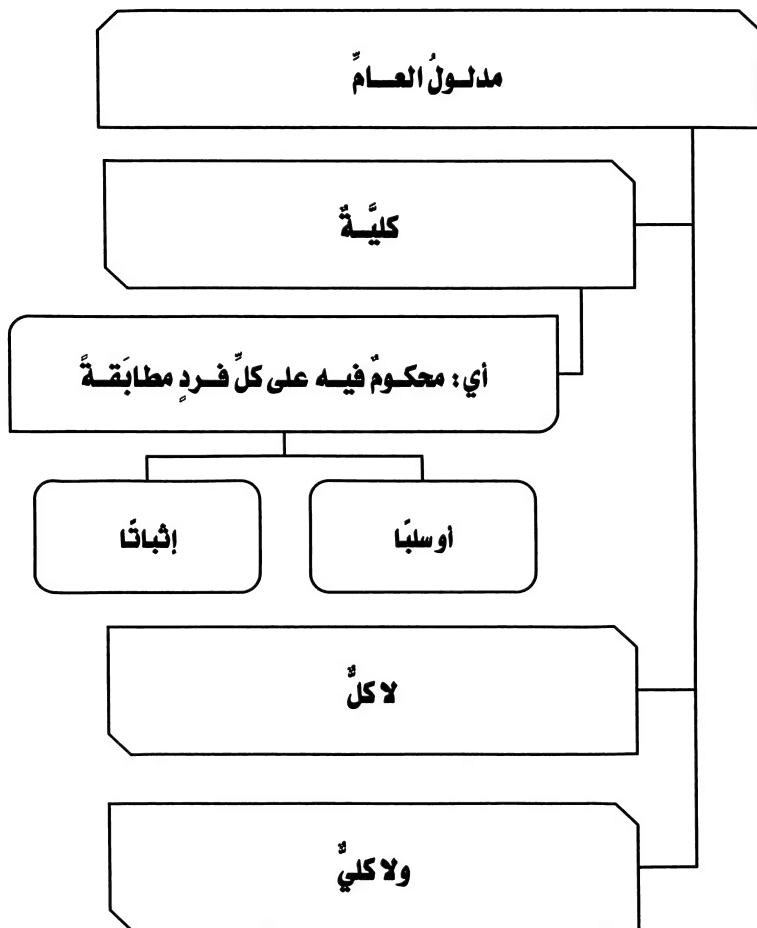 مدلولُ العامِّ
كليَّةٌ
أي: محكومٌ فيه على كلِّ فردٍ مطابَقةً
أو سلبًا
إثباتًا
لا كلٌّ
ولا كليٌّ